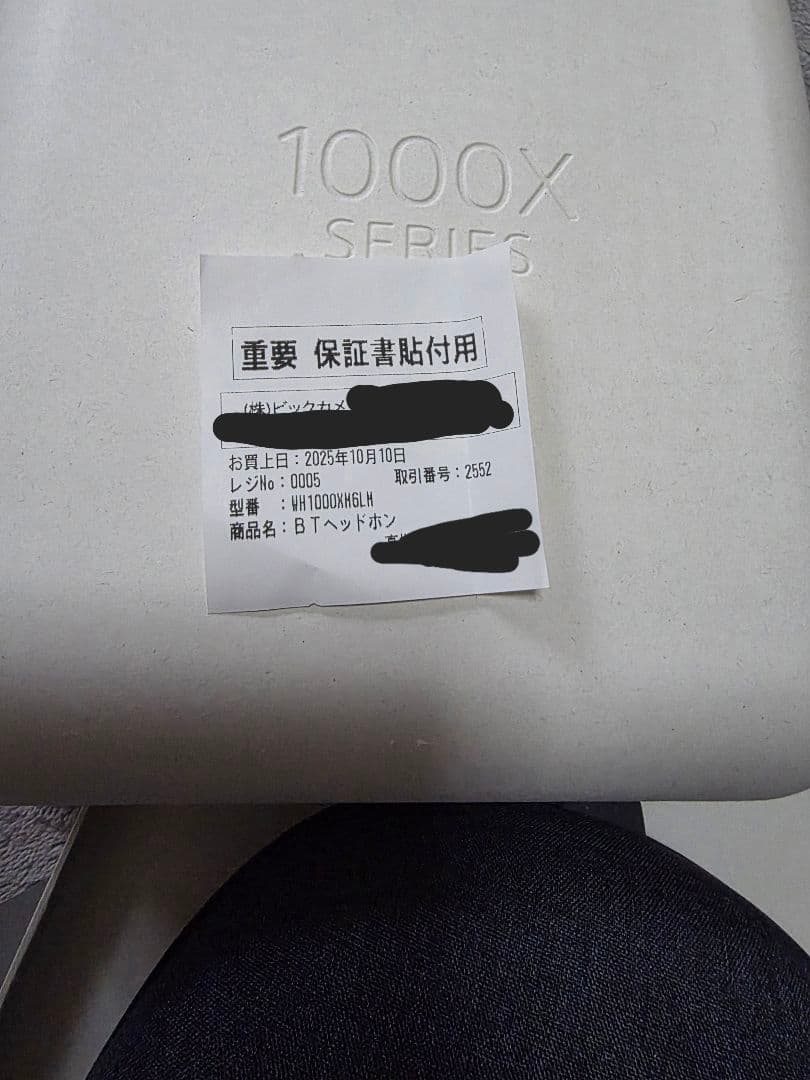 1000X
SERIES
重要 保証書貼付用
(株)ビックカメ
お買上日：2025年10月10日
レジNo：0005 取引番号：2552
型番 ：WH1000XM6LM
商品名：ＢＴヘッドホン